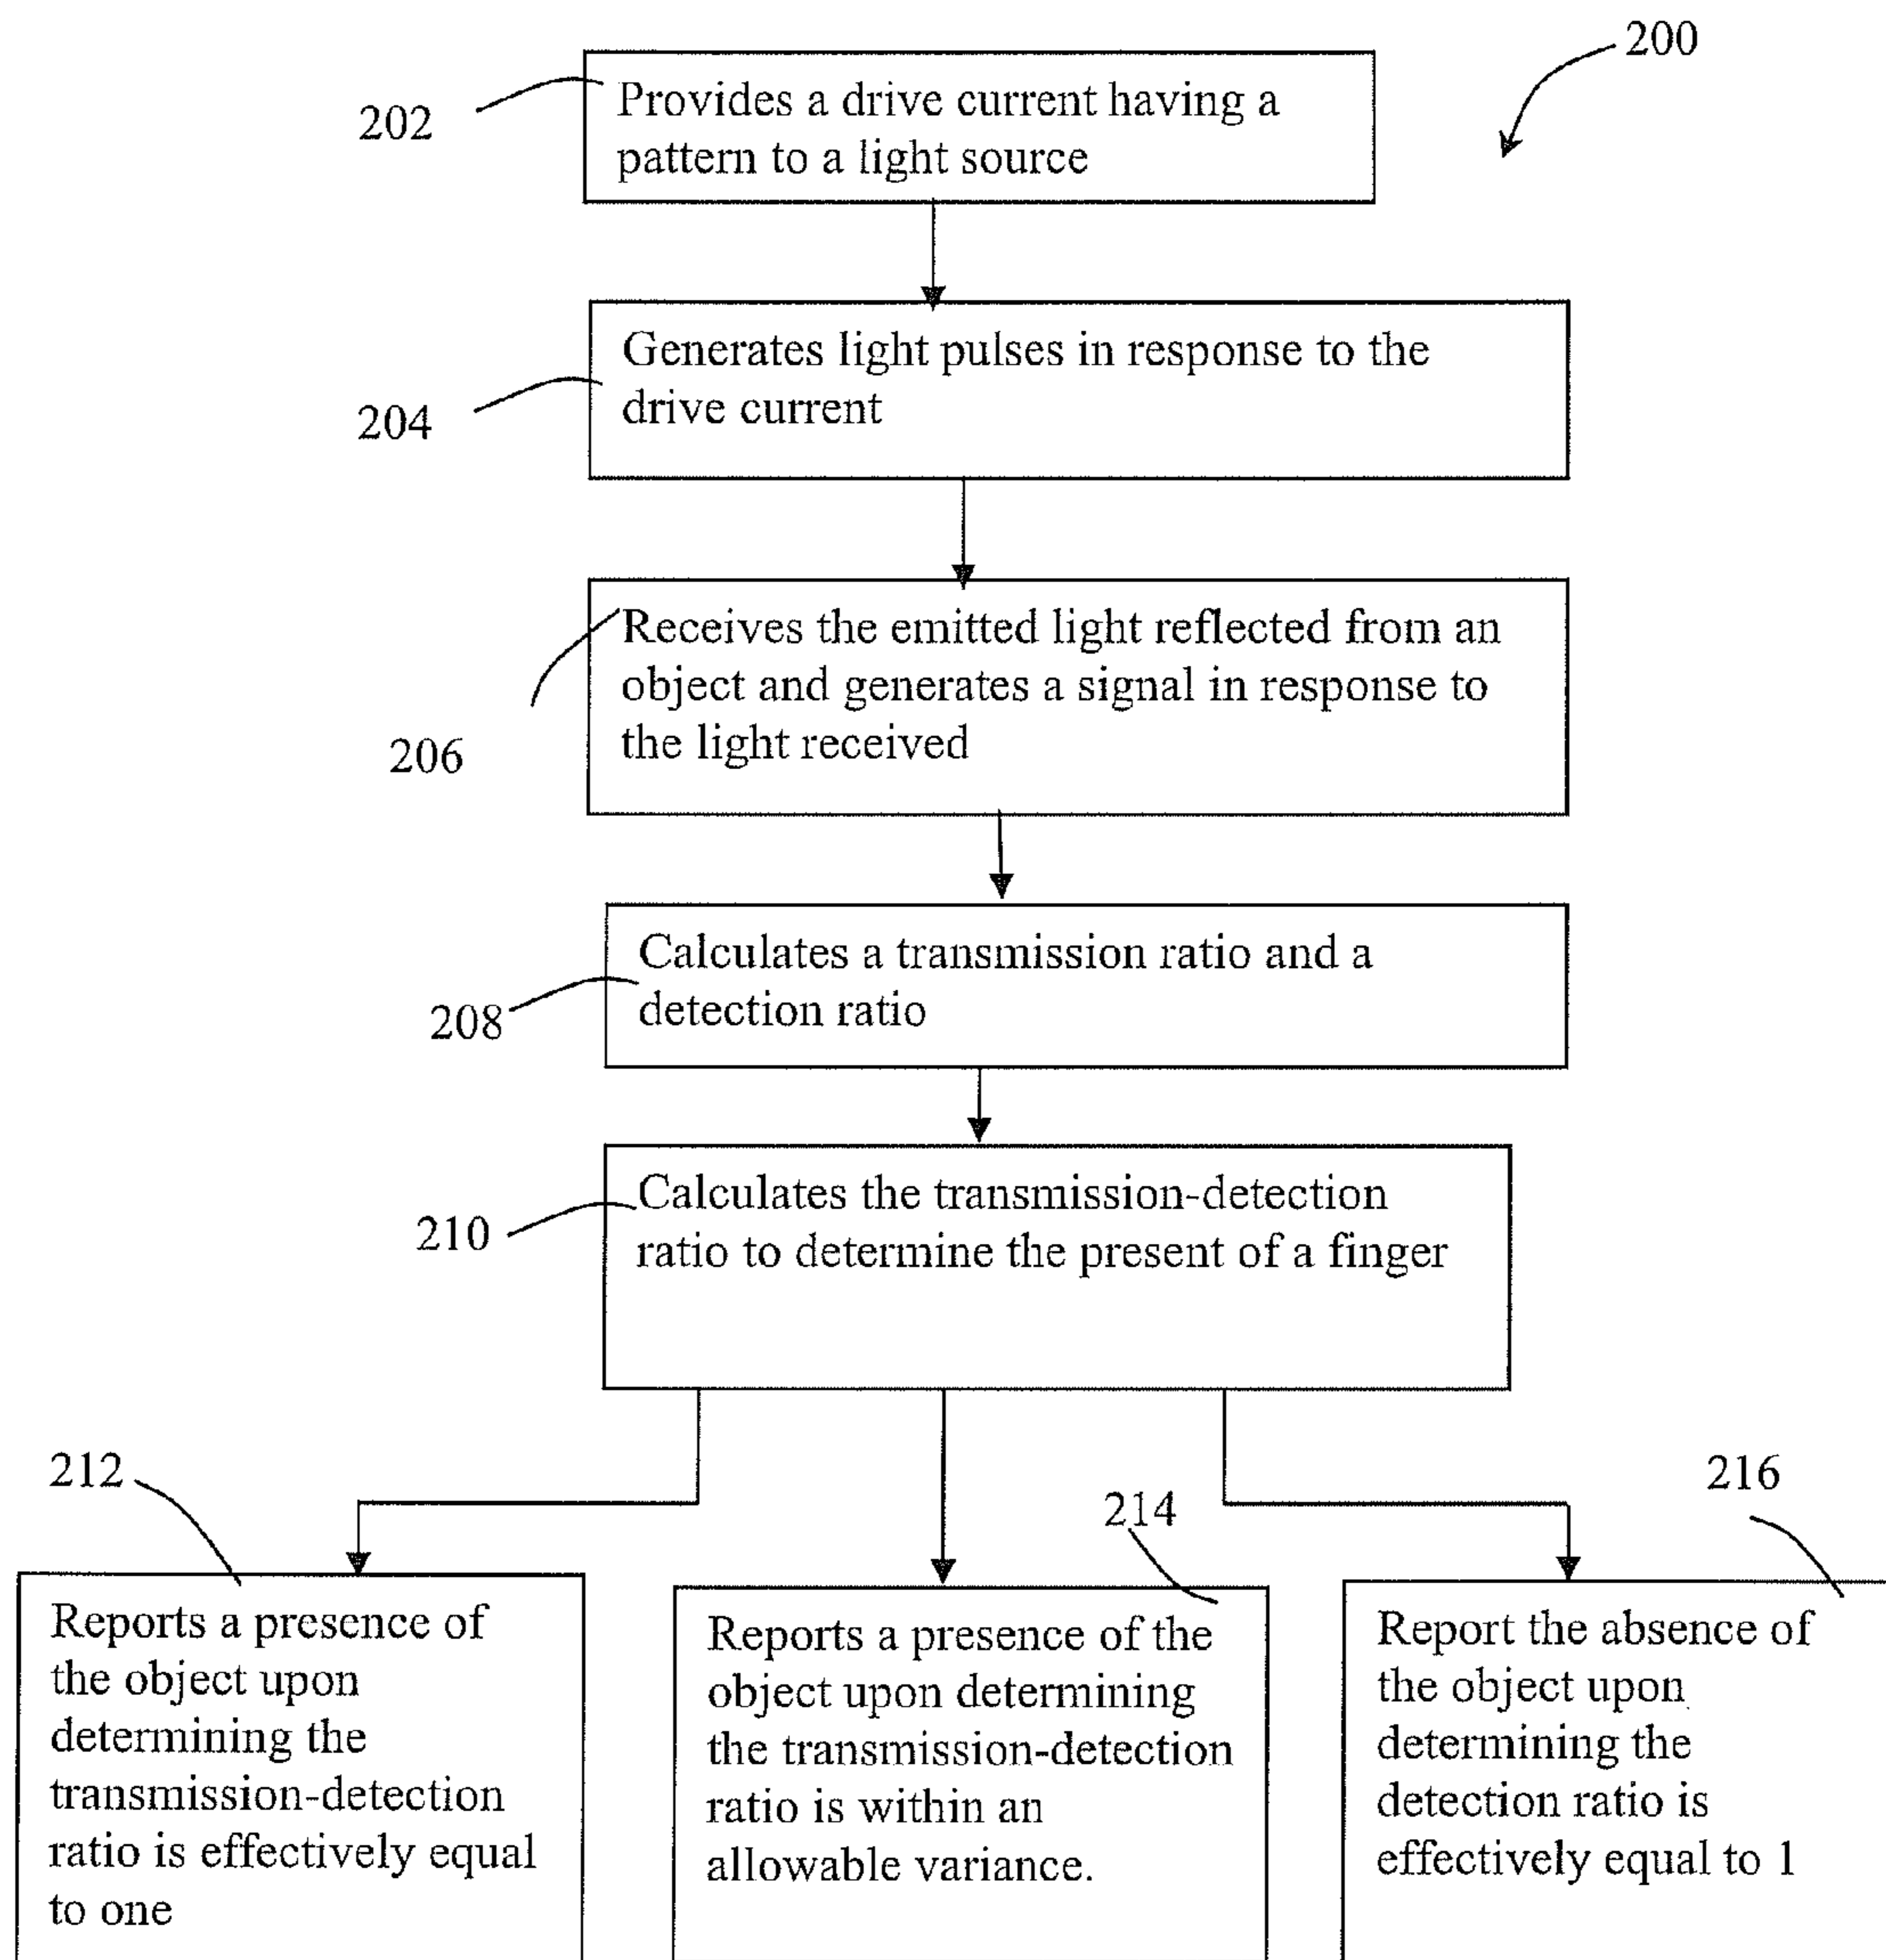 200
202
Provides a drive current having a
pattern to a light source
204
Generates light pulses in response to the
drive current
206
Receives the emitted light reflected from an
object and generates a signal in response to
the light received
208
Calculates a transmission ratio and a
detection ratio
210
Calculates the transmission-detection
ratio to determine the present of a finger
212
Reports a presence of
the object upon
determining the
transmission-detection
ratio is effectively equal
to one
214
Reports a presence of the
object upon determining
the transmission-detection
ratio is within an
allowable variance.
216
Report the absence of
the object upon
determining the
detection ratio is
effectively equal to 1